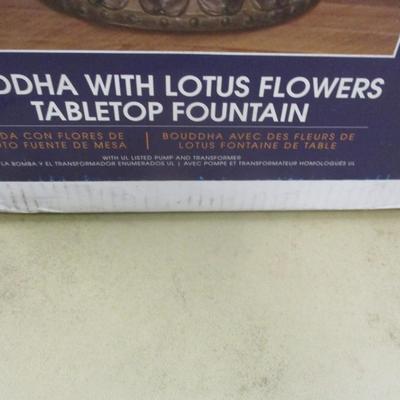 DDHA WITH LOTUS FLOWERS
TABLETOP FOUNTAIN
DA CON FLORES DE | BOUDDHA AVEC DES FLEURS DE
OTO FUENTE DE MESA | LOTUS FONTAINE DE TABLE
WITH UL LISTED PUMP AND TRANSFORMER
LA BOMBA Y EL TRANSFORMADOR ENUMERADOS UL | AVEC POMPE ET TRANSFORMATEUR HOMOLOGUÉS UL